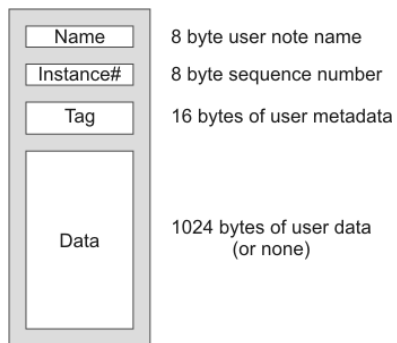 Name 8 byte user note name
Instance# 8 byte sequence number
Tag 16 bytes of user metadata
Data 1024 bytes of user data
(or none)